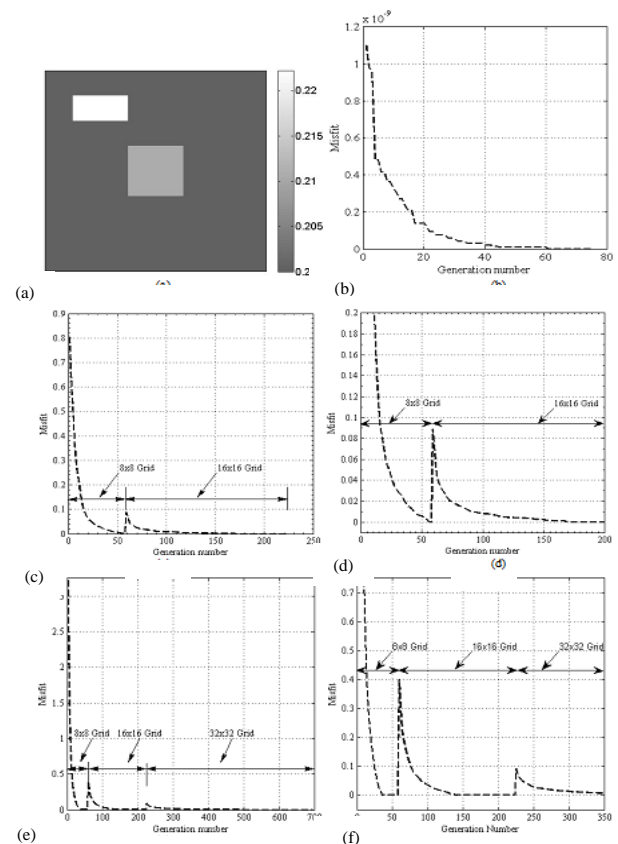 x 10^-9
0.22
0.215
0.21
0.205
0.2
(a)
1.2
1
0.8
0.6
0.4
0.2
0
Misfit
0 20 40 60 80
Generation number
(b)
0.9
0.8
0.7
0.6
0.5
0.4
0.3
0.2
0.1
0
Misfit
8x8 Grid
16x16 Grid
0 50 100 150 200 250
Generation number
(c)
0.2
0.18
0.16
0.14
0.12
0.1
0.08
0.06
0.04
0.02
0
Misfit
8x8 Grid
16x16 Grid
0 50 100 150 200
Generation number
(d)
(d)
3
2.5
2
1.5
1
0.5
0
Misfit
8x8 Grid
16x16 Grid
32x32 Grid
0 100 200 300 400 500 600 700
Generation number
(e)
0.7
0.6
0.5
0.4
0.3
0.2
0.1
0
Misfit
8x8 Grid
16x16 Grid
32x32 Grid
0 50 100 150 200 250 300 350
Generation Number
(f)